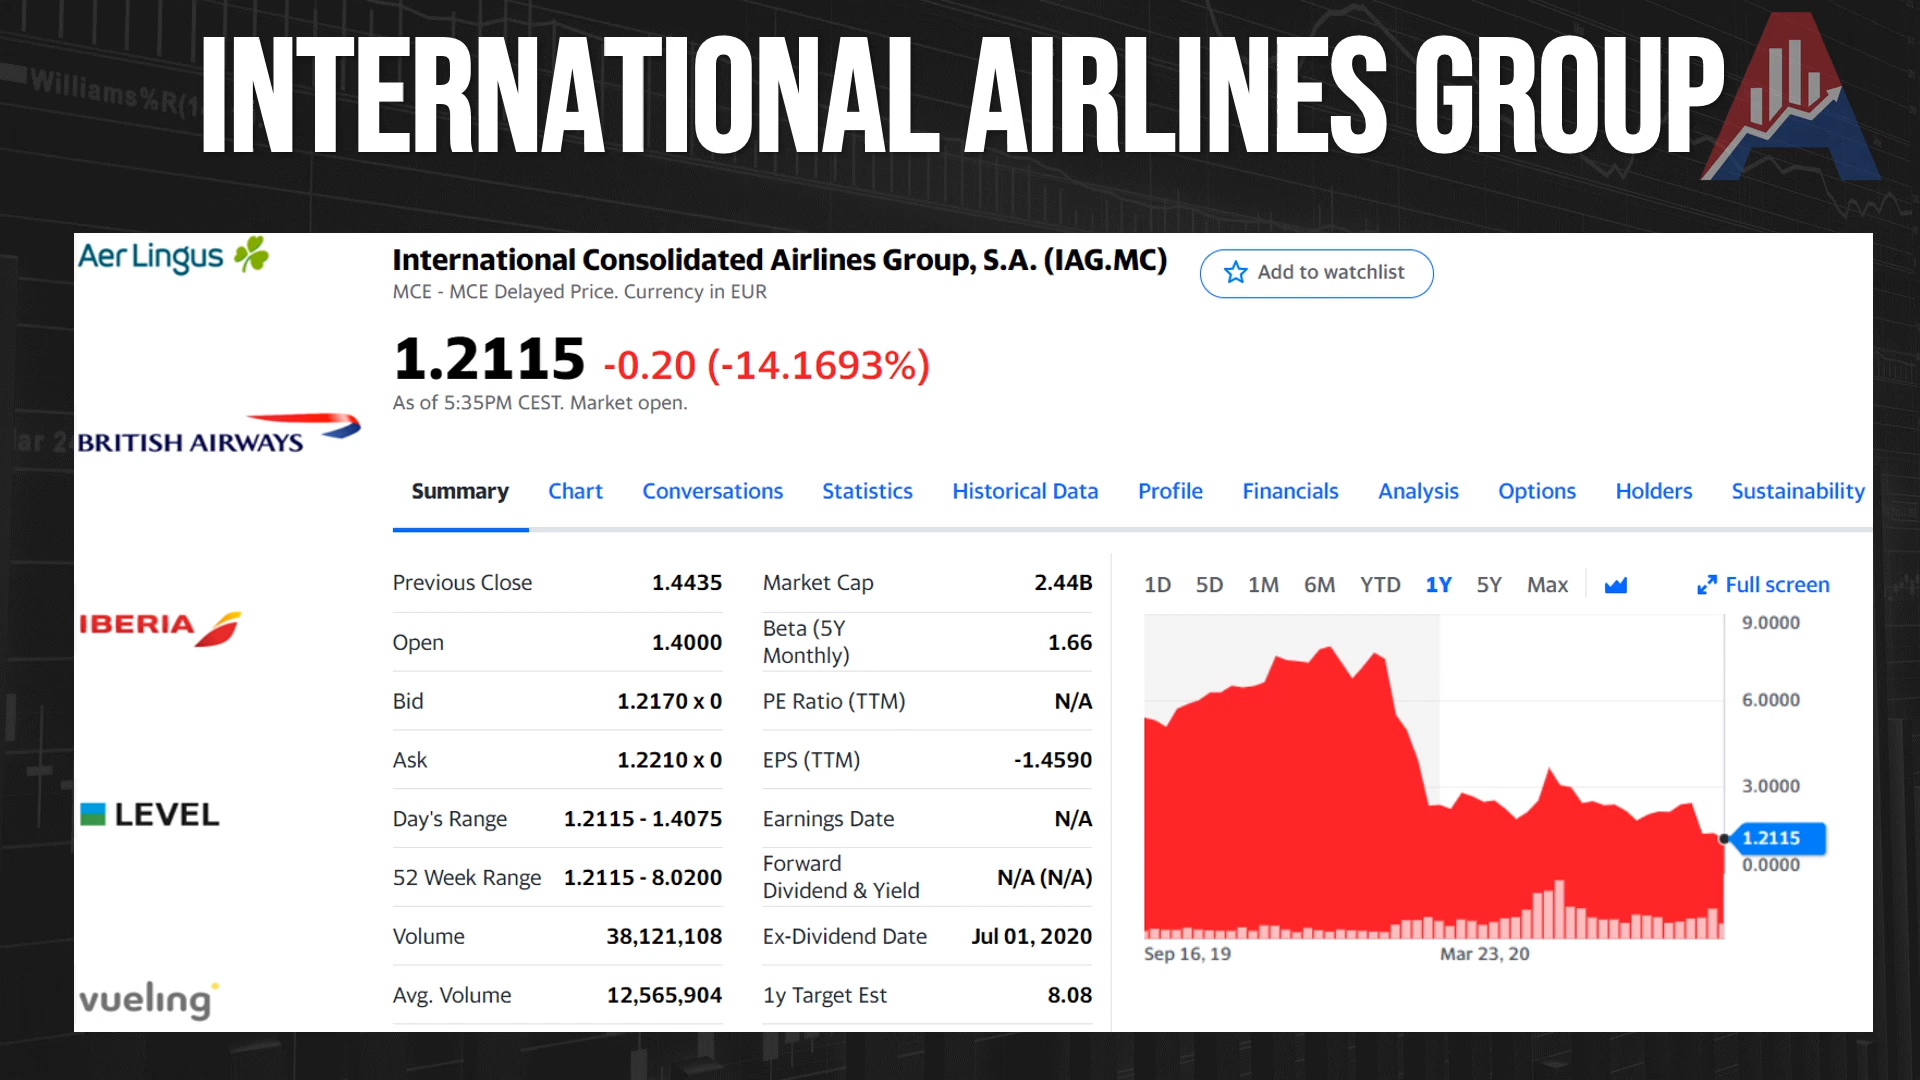 INTERNATIONAL AIRLINES GROUP
Williams%R(1
Aer Lingus
International Consolidated Airlines Group, S.A. (IAG.MC)
Add to watchlist
MCE - MCE Delayed Price. Currency in EUR
1.2115 -0.20 (-14.1693%)
As of 5:35PM CEST. Market open.
ar 2
BRITISH AIRWAYS
Summary Chart Conversations Statistics Historical Data Profile Financials Analysis Options Holders Sustainability
IBERIA
LEVEL
vueling
Previous Close 1.4435
Open 1.4000
Bid 1.2170 x 0
Ask 1.2210 x 0
Day's Range 1.2115 - 1.4075
52 Week Range 1.2115 - 8.0200
Volume 38,121,108
Avg. Volume 12,565,904
Market Cap 2.44B
Beta (5Y
Monthly) 1.66
PE Ratio (TTM) N/A
EPS (TTM) -1.4590
Earnings Date N/A
Forward
Dividend & Yield N/A (N/A)
Ex-Dividend Date Jul 01, 2020
1y Target Est 8.08
1D 5D 1M 6M YTD 1Y 5Y Max Full screen
9.0000
6.0000
3.0000
1.2115
0.0000
Sep 16, 19 Mar 23, 20